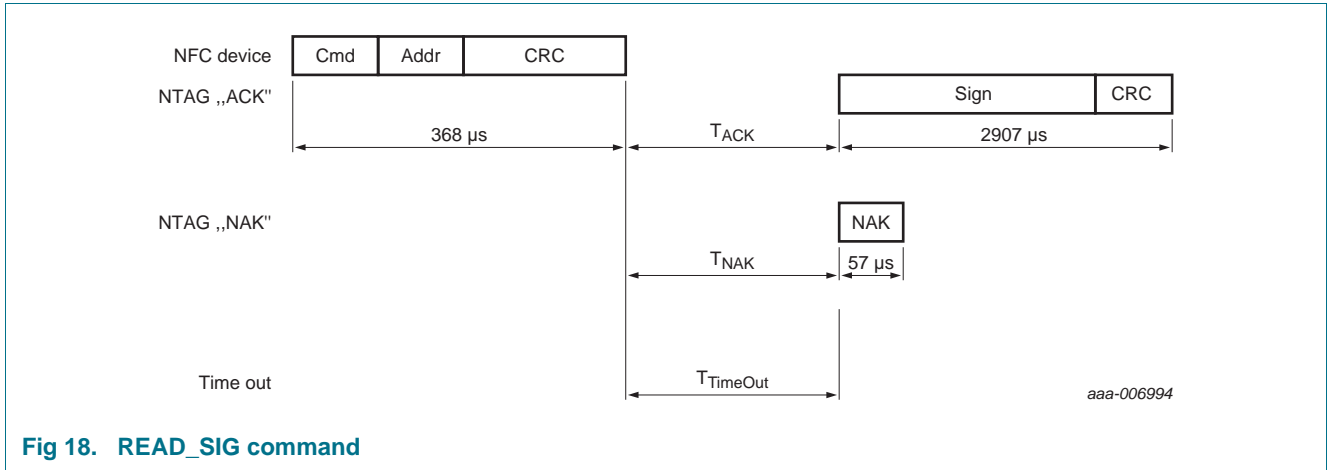 NFC device Cmd Addr CRC
NTAG ,,ACK" Sign CRC
368 µs TACK 2907 µs
NTAG ,,NAK" NAK
TNAK 57 µs
Time out TTimeOut aaa-006994
Fig 18. READ_SIG command